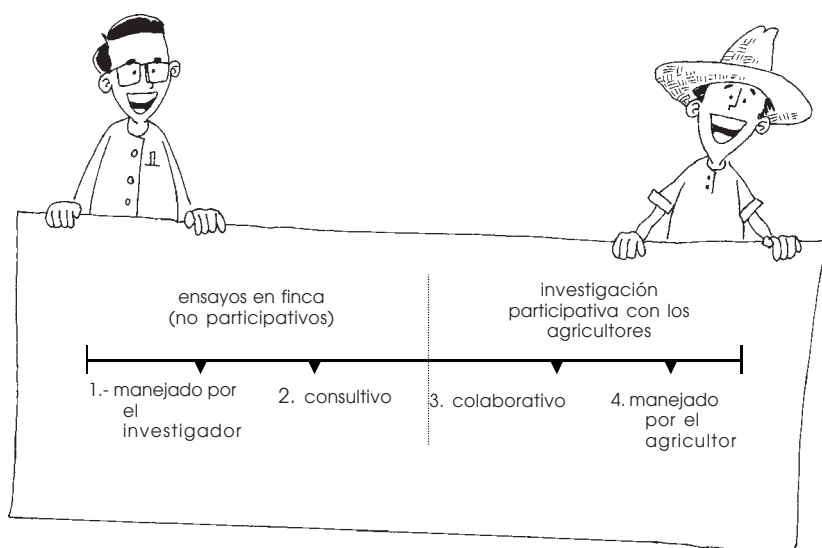 ensayos en finca
(no participativos)
investigación
participativa con los
agricultores
1.- manejado por
el
investigador
2. consultivo
3. colaborativo
4. manejado
por el
agricultor